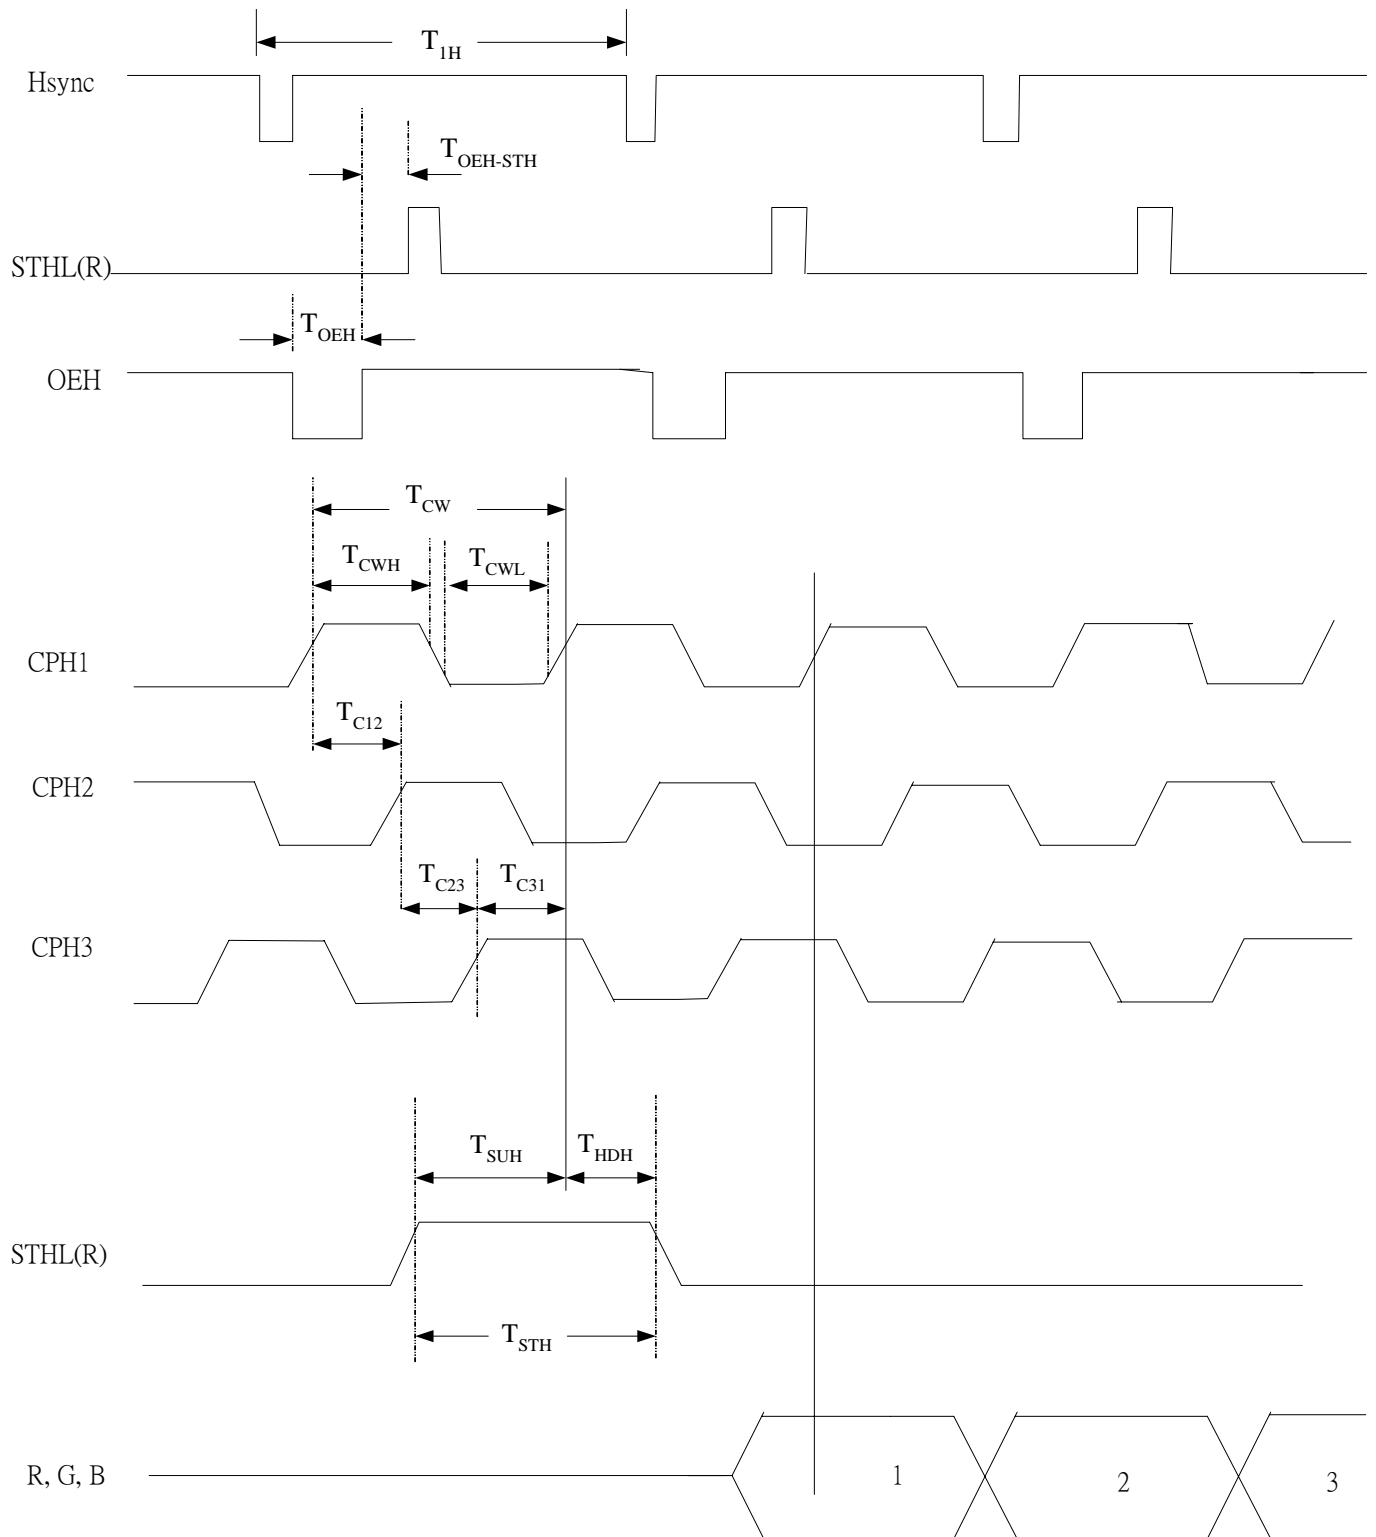 T1H
Hsync
TOEH-STH
STHL(R)
TOEH
OEH
TCW
TCWH
TCWL
CPH1
TC12
CPH2
TC23
TC31
CPH3
TSUH
THDH
STHL(R)
TSTH
R, G, B
1
2
3